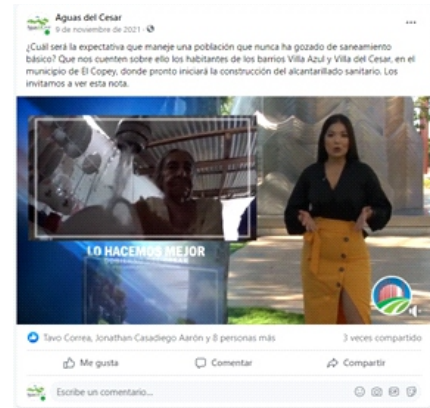 Aguas del Cesar
9 de noviembre de 2021 ·
¿Cuál será la expectativa que maneje una población que nunca ha gozado de saneamiento
básico? Que nos cuenten sobre ello los habitantes de los barrios Villa Azul y Villa del Cesar, en el
municipio de El Copey, donde pronto iniciará la construcción del alcantarillado sanitario. Los
invitamos a ver esta nota.
LO HACEMOS MEJOR
Tavo Correa, Jonathan Casadiego Aarón y 8 personas más
3 veces compartido
Me gusta
Comentar
Compartir
Escribe un comentario...